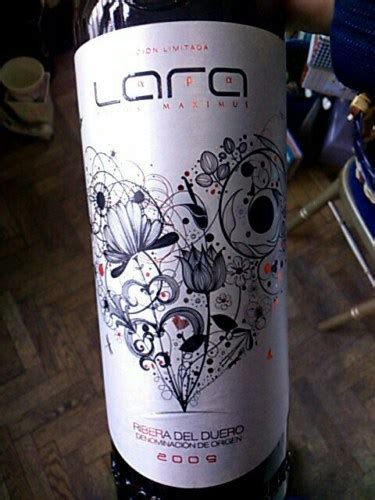 CIÓN LIMITADA
Lara
MAXIMUS
RIBERA DEL DUERO
DENOMINACIÓN DE ORIGEN
2009